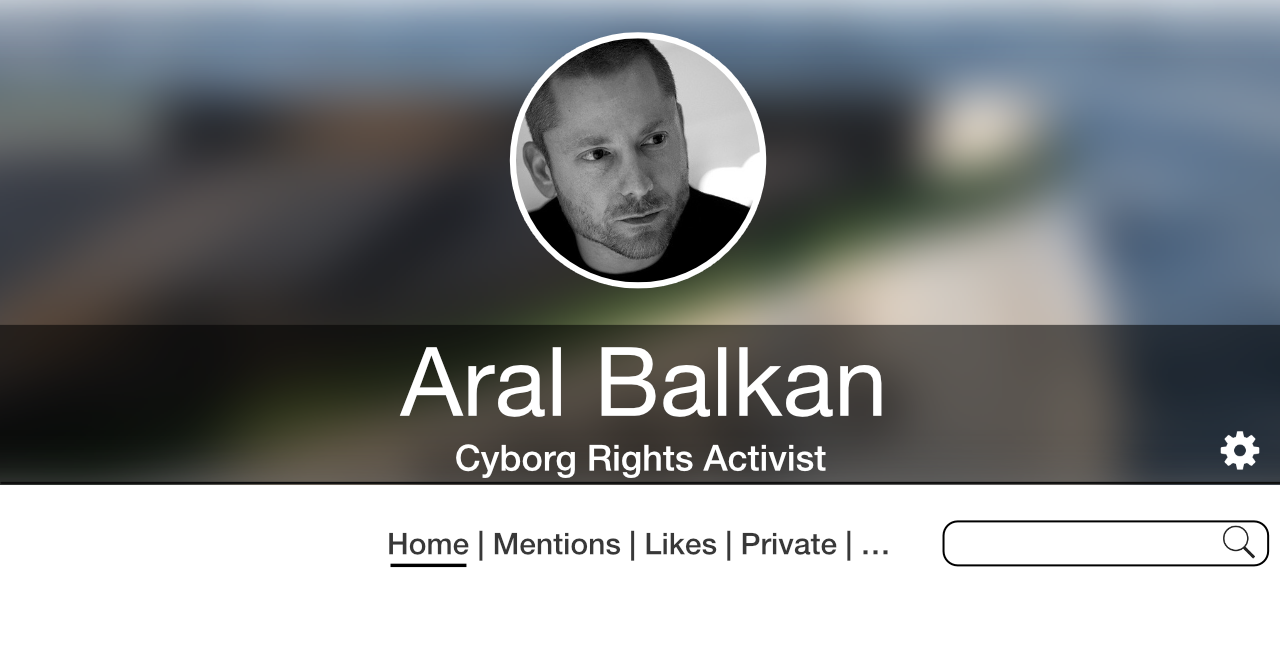 Aral Balkan
Cyborg Rights Activist
Home | Mentions | Likes | Private | ...